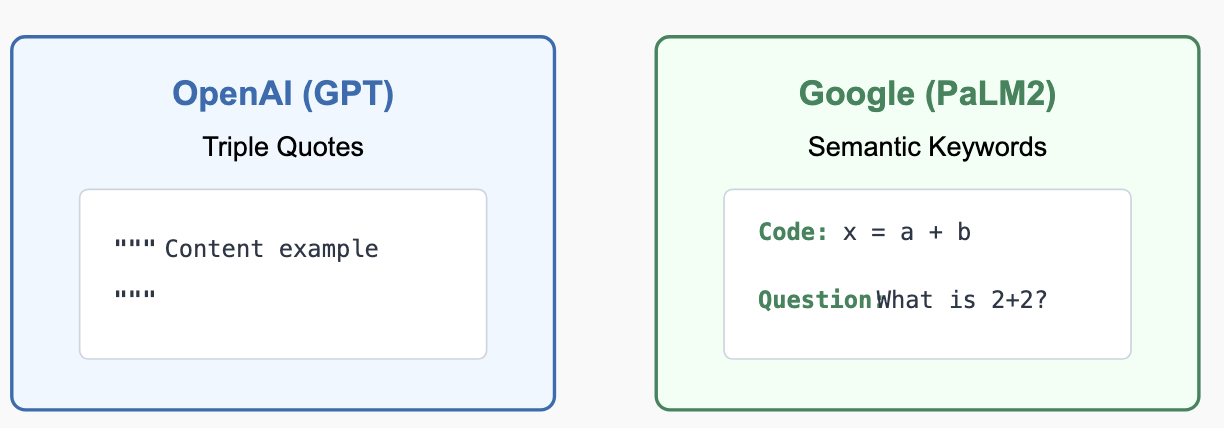 OpenAI (GPT)
Triple Quotes
""" Content example
"""
Google (PaLM2)
Semantic Keywords
Code: x = a + b
Question:What is 2+2?